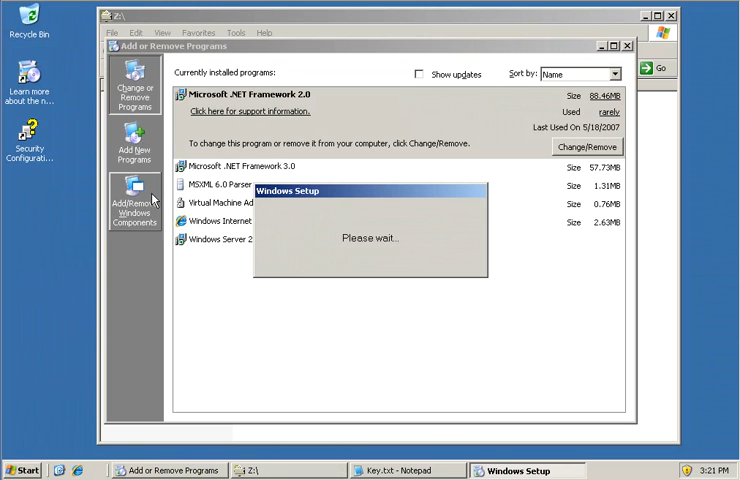 Recycle Bin
Learn more
about the n...
Security
Configurati...
Z:\
File Edit View Favorites Tools Help
Go
Add or Remove Programs
Change or
Remove
Programs
Add New
Programs
Add/Remove
Windows
Components
Currently installed programs:
Show updates
Sort by: Name
Microsoft .NET Framework 2.0
Size 88.46MB
Click here for support information.
Used rarely
Last Used On 5/18/2007
To change this program or remove it from your computer, click Change/Remove.
Change/Remove
Microsoft .NET Framework 3.0
Size 57.73MB
MSXML 6.0 Parser
Size 1.31MB
Virtual Machine Ad
Size 0.76MB
Windows Internet
Size 2.63MB
Windows Server 2
Windows Setup
Please wait...
Start
Add or Remove Programs
Z:\
Key.txt - Notepad
Windows Setup
3:21 PM